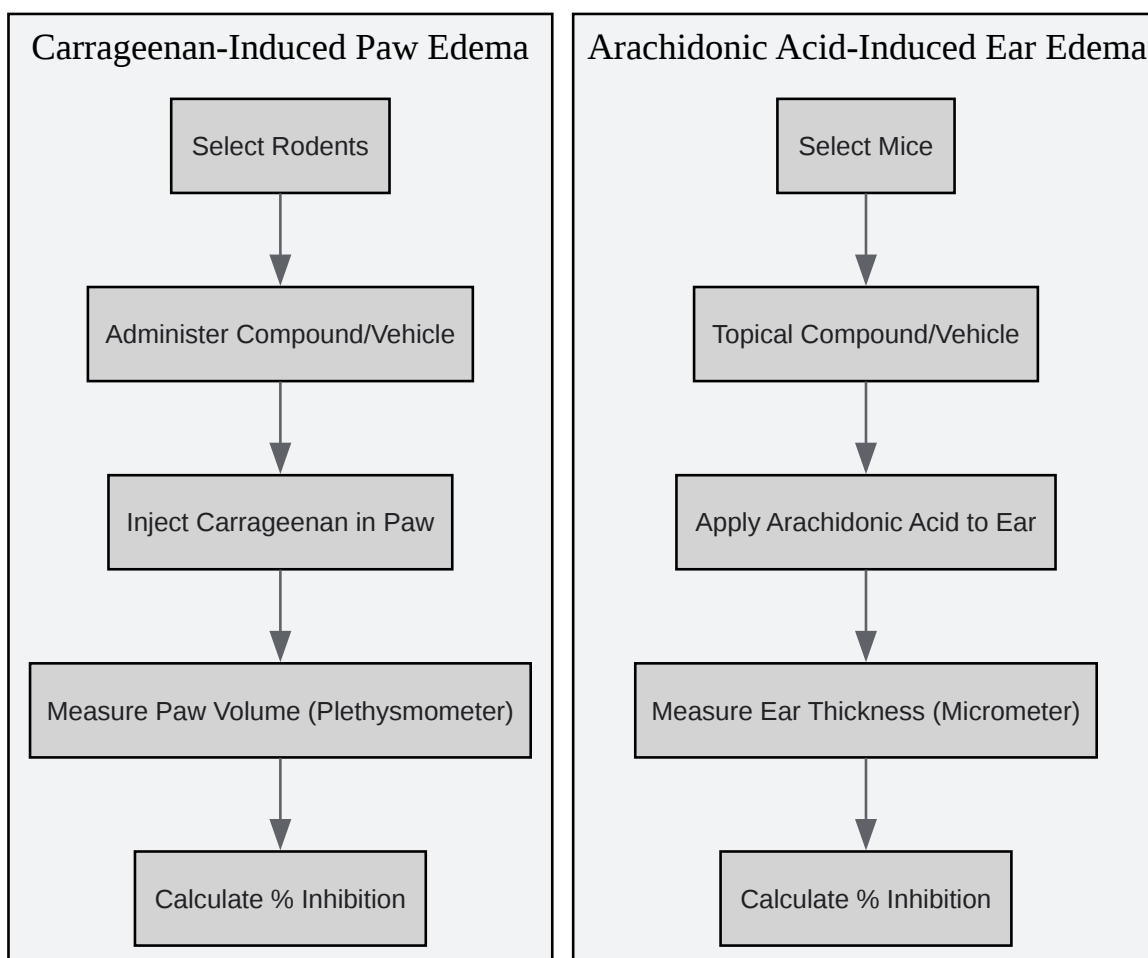 Carrageenan-Induced Paw Edema
Select Rodents
Administer Compound/Vehicle
Inject Carrageenan in Paw
Measure Paw Volume (Plethysmometer)
Calculate % Inhibition
Arachidonic Acid-Induced Ear Edema
Select Mice
Topical Compound/Vehicle
Apply Arachidonic Acid to Ear
Measure Ear Thickness (Micrometer)
Calculate % Inhibition